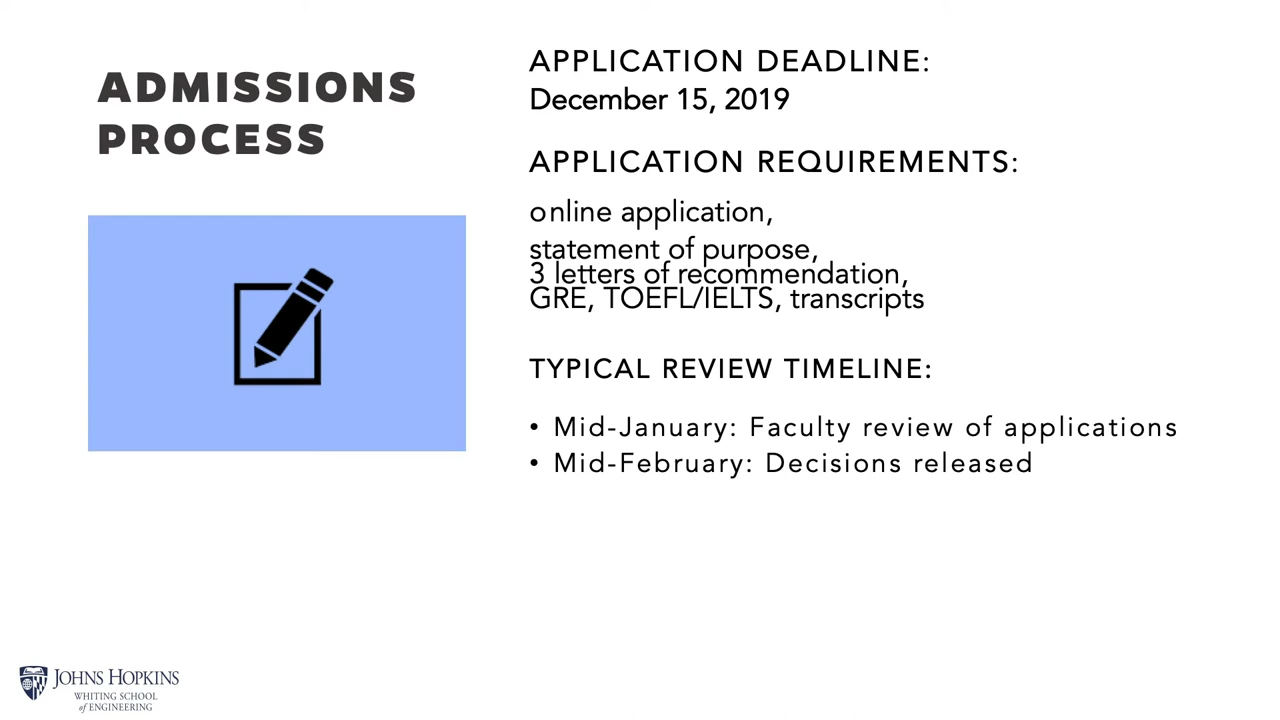 ADMISSIONS
PROCESS
APPLICATION DEADLINE:
December 15, 2019
APPLICATION REQUIREMENTS:
online application,
statement of purpose,
3 letters of recommendation,
GRE, TOEFL/IELTS, transcripts
TYPICAL REVIEW TIMELINE:
• Mid-January: Faculty review of applications
• Mid-February: Decisions released
JOHNS HOPKINS
WHITING SCHOOL
of ENGINEERING